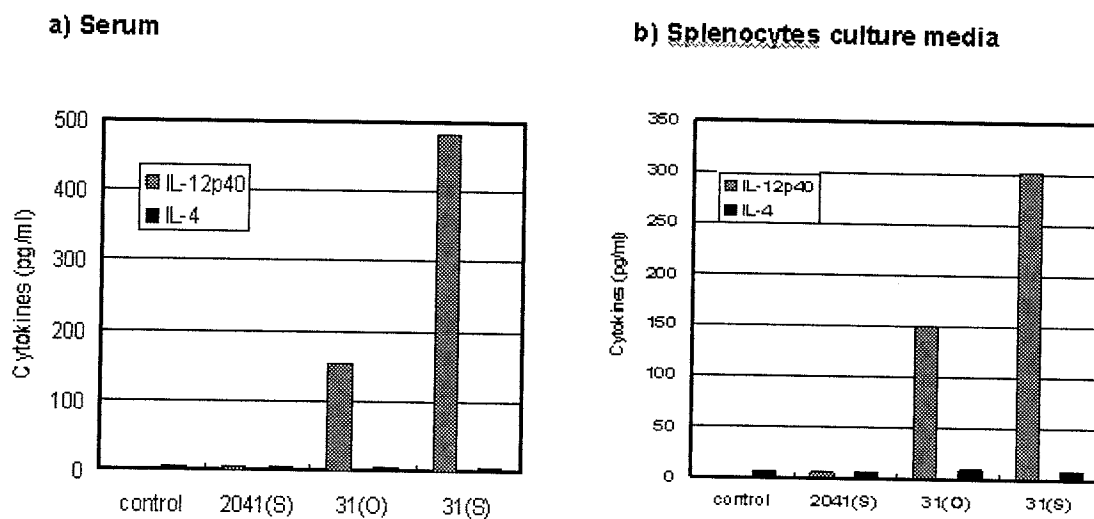 a) Serum
Cytokines (pg/ml)
500
400
300
200
100
0
IL-12p40
IL-4
control
2041(S)
31(O)
31(S)
b) Splenocytes culture media
Cytokines (pg/ml)
350
300
250
200
150
100
50
0
IL-12p40
IL-4
control
2041(S)
31(O)
31(S)